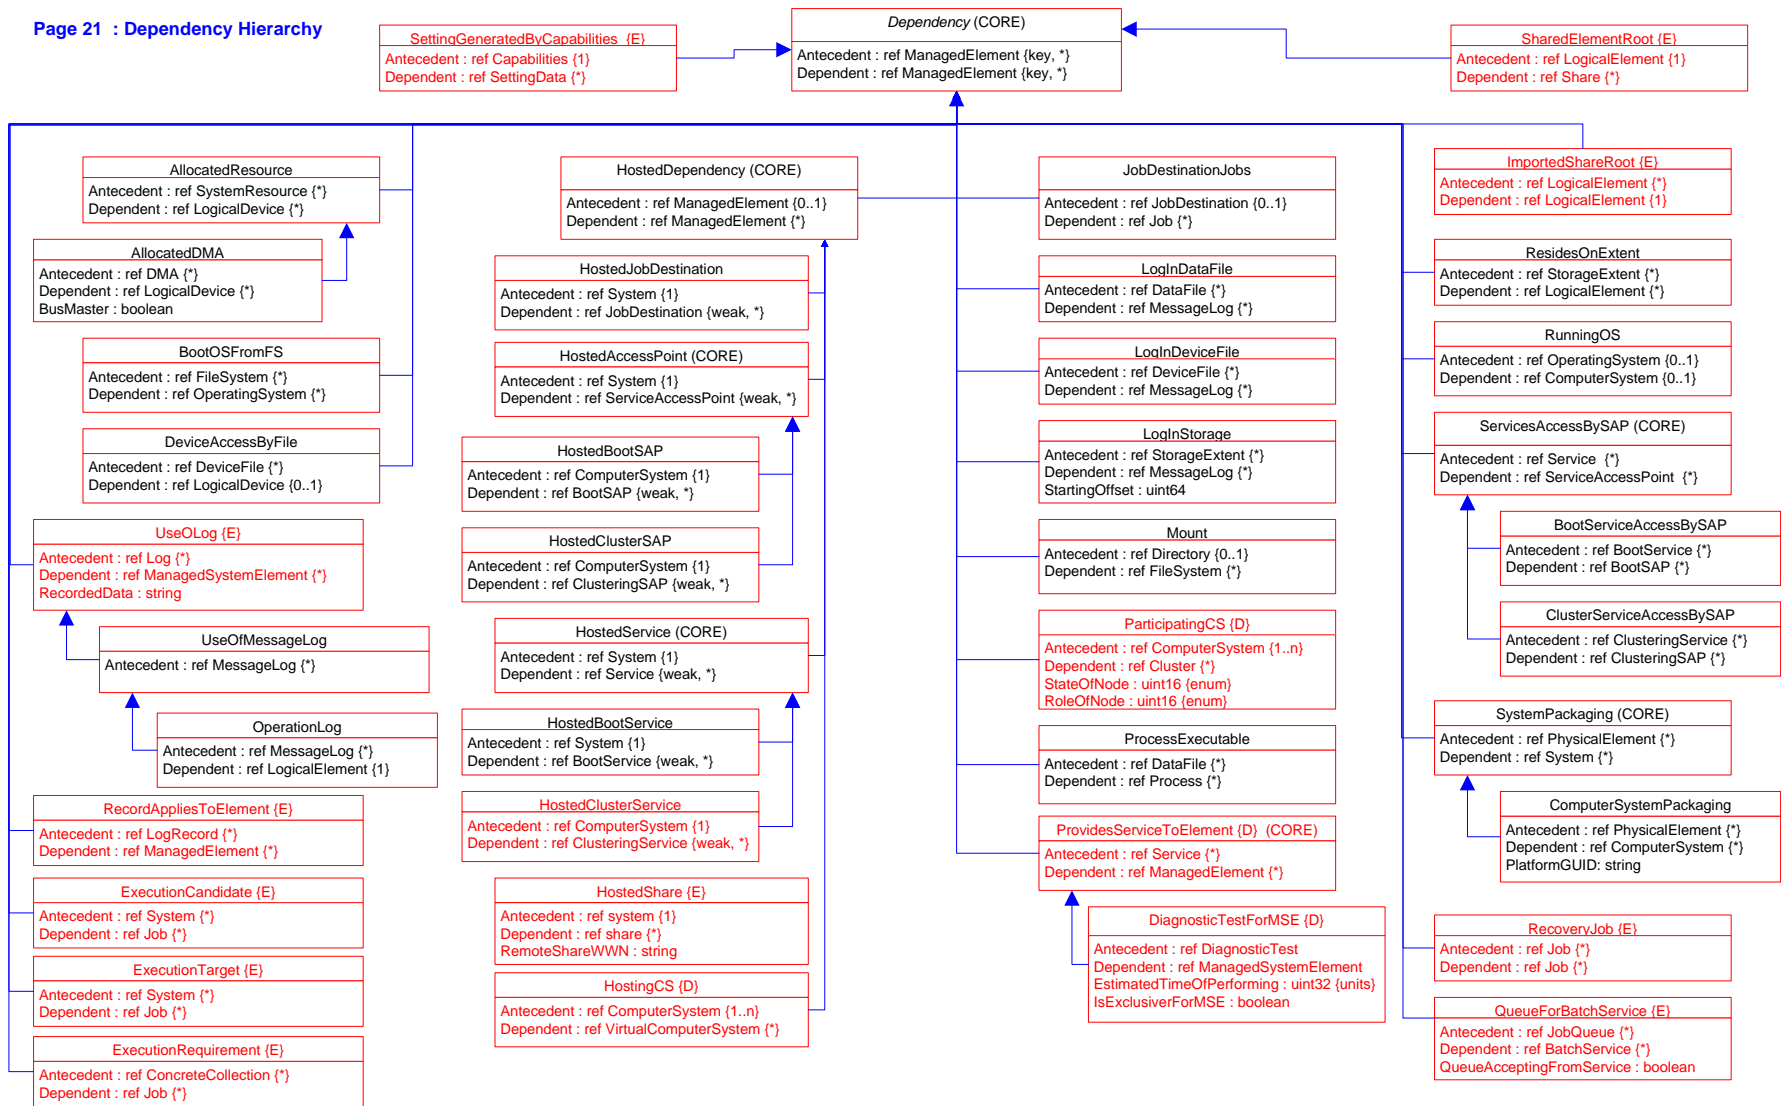 Page 21 : Dependency Hierarchy
SettingGeneratedByCapabilities {E}
Antecedent : ref Capabilities {1}
Dependent : ref SettingData {*}
Dependency (CORE)
Antecedent : ref ManagedElement {key, *}
Dependent : ref ManagedElement {key, *}
SharedElementRoot {E}
Antecedent : ref LogicalElement {1}
Dependent : ref Share {*}
AllocatedResource
Antecedent : ref SystemResource {*}
Dependent : ref LogicalDevice {*}
AllocatedDMA
Antecedent : ref DMA {*}
Dependent : ref LogicalDevice {*}
BusMaster : boolean
BootOSFromFS
Antecedent : ref FileSystem {*}
Dependent : ref OperatingSystem {*}
DeviceAccessByFile
Antecedent : ref DeviceFile {*}
Dependent : ref LogicalDevice {0..1}
UseOLog {E}
Antecedent : ref Log {*}
Dependent : ref ManagedSystemElement {*}
RecordedData : string
UseOfMessageLog
Antecedent : ref MessageLog {*}
OperationLog
Antecedent : ref MessageLog {*}
Dependent : ref LogicalElement {1}
RecordAppliesToElement {E}
Antecedent : ref LogRecord {*}
Dependent : ref ManagedElement {*}
ExecutionCandidate {E}
Antecedent : ref System {*}
Dependent : ref Job {*}
ExecutionTarget {E}
Antecedent : ref System {*}
Dependent : ref Job {*}
ExecutionRequirement {E}
Antecedent : ref ConcreteCollection {*}
Dependent : ref Job {*}
HostedDependency (CORE)
Antecedent : ref ManagedElement {0..1}
Dependent : ref ManagedElement {*}
HostedJobDestination
Antecedent : ref System {1}
Dependent : ref JobDestination {weak, *}
HostedAccessPoint (CORE)
Antecedent : ref System {1}
Dependent : ref ServiceAccessPoint {weak, *}
HostedBootSAP
Antecedent : ref ComputerSystem {1}
Dependent : ref BootSAP {weak, *}
HostedClusterSAP
Antecedent : ref ComputerSystem {1}
Dependent : ref ClusteringSAP {weak, *}
HostedService (CORE)
Antecedent : ref System {1}
Dependent : ref Service {weak, *}
HostedBootService
Antecedent : ref System {1}
Dependent : ref BootService {weak, *}
HostedClusterService
Antecedent : ref ComputerSystem {1}
Dependent : ref ClusteringService {weak, *}
HostedShare {E}
Antecedent : ref system {1}
Dependent : ref share {*}
RemoteShareWWN : string
HostingCS {D}
Antecedent : ref ComputerSystem {1..n}
Dependent : ref VirtualComputerSystem {*}
JobDestinationJobs
Antecedent : ref JobDestination {0..1}
Dependent : ref Job {*}
LogInDataFile
Antecedent : ref DataFile {*}
Dependent : ref MessageLog {*}
LogInDeviceFile
Antecedent : ref DeviceFile {*}
Dependent : ref MessageLog {*}
LogInStorage
Antecedent : ref StorageExtent {*}
Dependent : ref MessageLog {*}
StartingOffset : uint64
Mount
Antecedent : ref Directory {0..1}
Dependent : ref FileSystem {*}
ParticipatingCS {D}
Antecedent : ref ComputerSystem {1..n}
Dependent : ref Cluster {*}
StateOfNode : uint16 {enum}
RoleOfNode : uint16 {enum}
ProcessExecutable
Antecedent : ref DataFile {*}
Dependent : ref Process {*}
ProvidesServiceToElement {D} (CORE)
Antecedent : ref Service {*}
Dependent : ref ManagedElement {*}
DiagnosticTestForMSE {D}
Antecedent : ref DiagnosticTest
Dependent : ref ManagedSystemElement
EstimatedTimeOfPerforming : uint32 {units}
IsExclusiverForMSE : boolean
ImportedShareRoot {E}
Antecedent : ref LogicalElement {*}
Dependent : ref LogicalElement {1}
ResidesOnExtent
Antecedent : ref StorageExtent {*}
Dependent : ref LogicalElement {*}
RunningOS
Antecedent : ref OperatingSystem {0..1}
Dependent : ref ComputerSystem {0..1}
ServicesAccessBySAP (CORE)
Antecedent : ref Service {*}
Dependent : ref ServiceAccessPoint {*}
BootServiceAccessBySAP
Antecedent : ref BootService {*}
Dependent : ref BootSAP {*}
ClusterServiceAccessBySAP
Antecedent : ref ClusteringService {*}
Dependent : ref ClusteringSAP {*}
SystemPackaging (CORE)
Antecedent : ref PhysicalElement {*}
Dependent : ref System {*}
ComputerSystemPackaging
Antecedent : ref PhysicalElement {*}
Dependent : ref ComputerSystem {*}
PlatformGUID: string
RecoveryJob {E}
Antecedent : ref Job {*}
Dependent : ref Job {*}
QueueForBatchService {E}
Antecedent : ref JobQueue {*}
Dependent : ref BatchService {*}
QueueAcceptingFromService : boolean